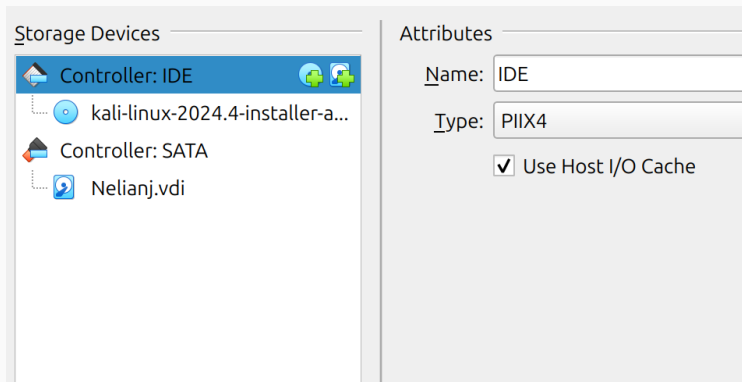 Storage Devices
Controller: IDE
kali-linux-2024.4-installer-a...
Controller: SATA
Nelianj.vdi
Attributes
Name: IDE
Type: PIIX4
Use Host I/O Cache